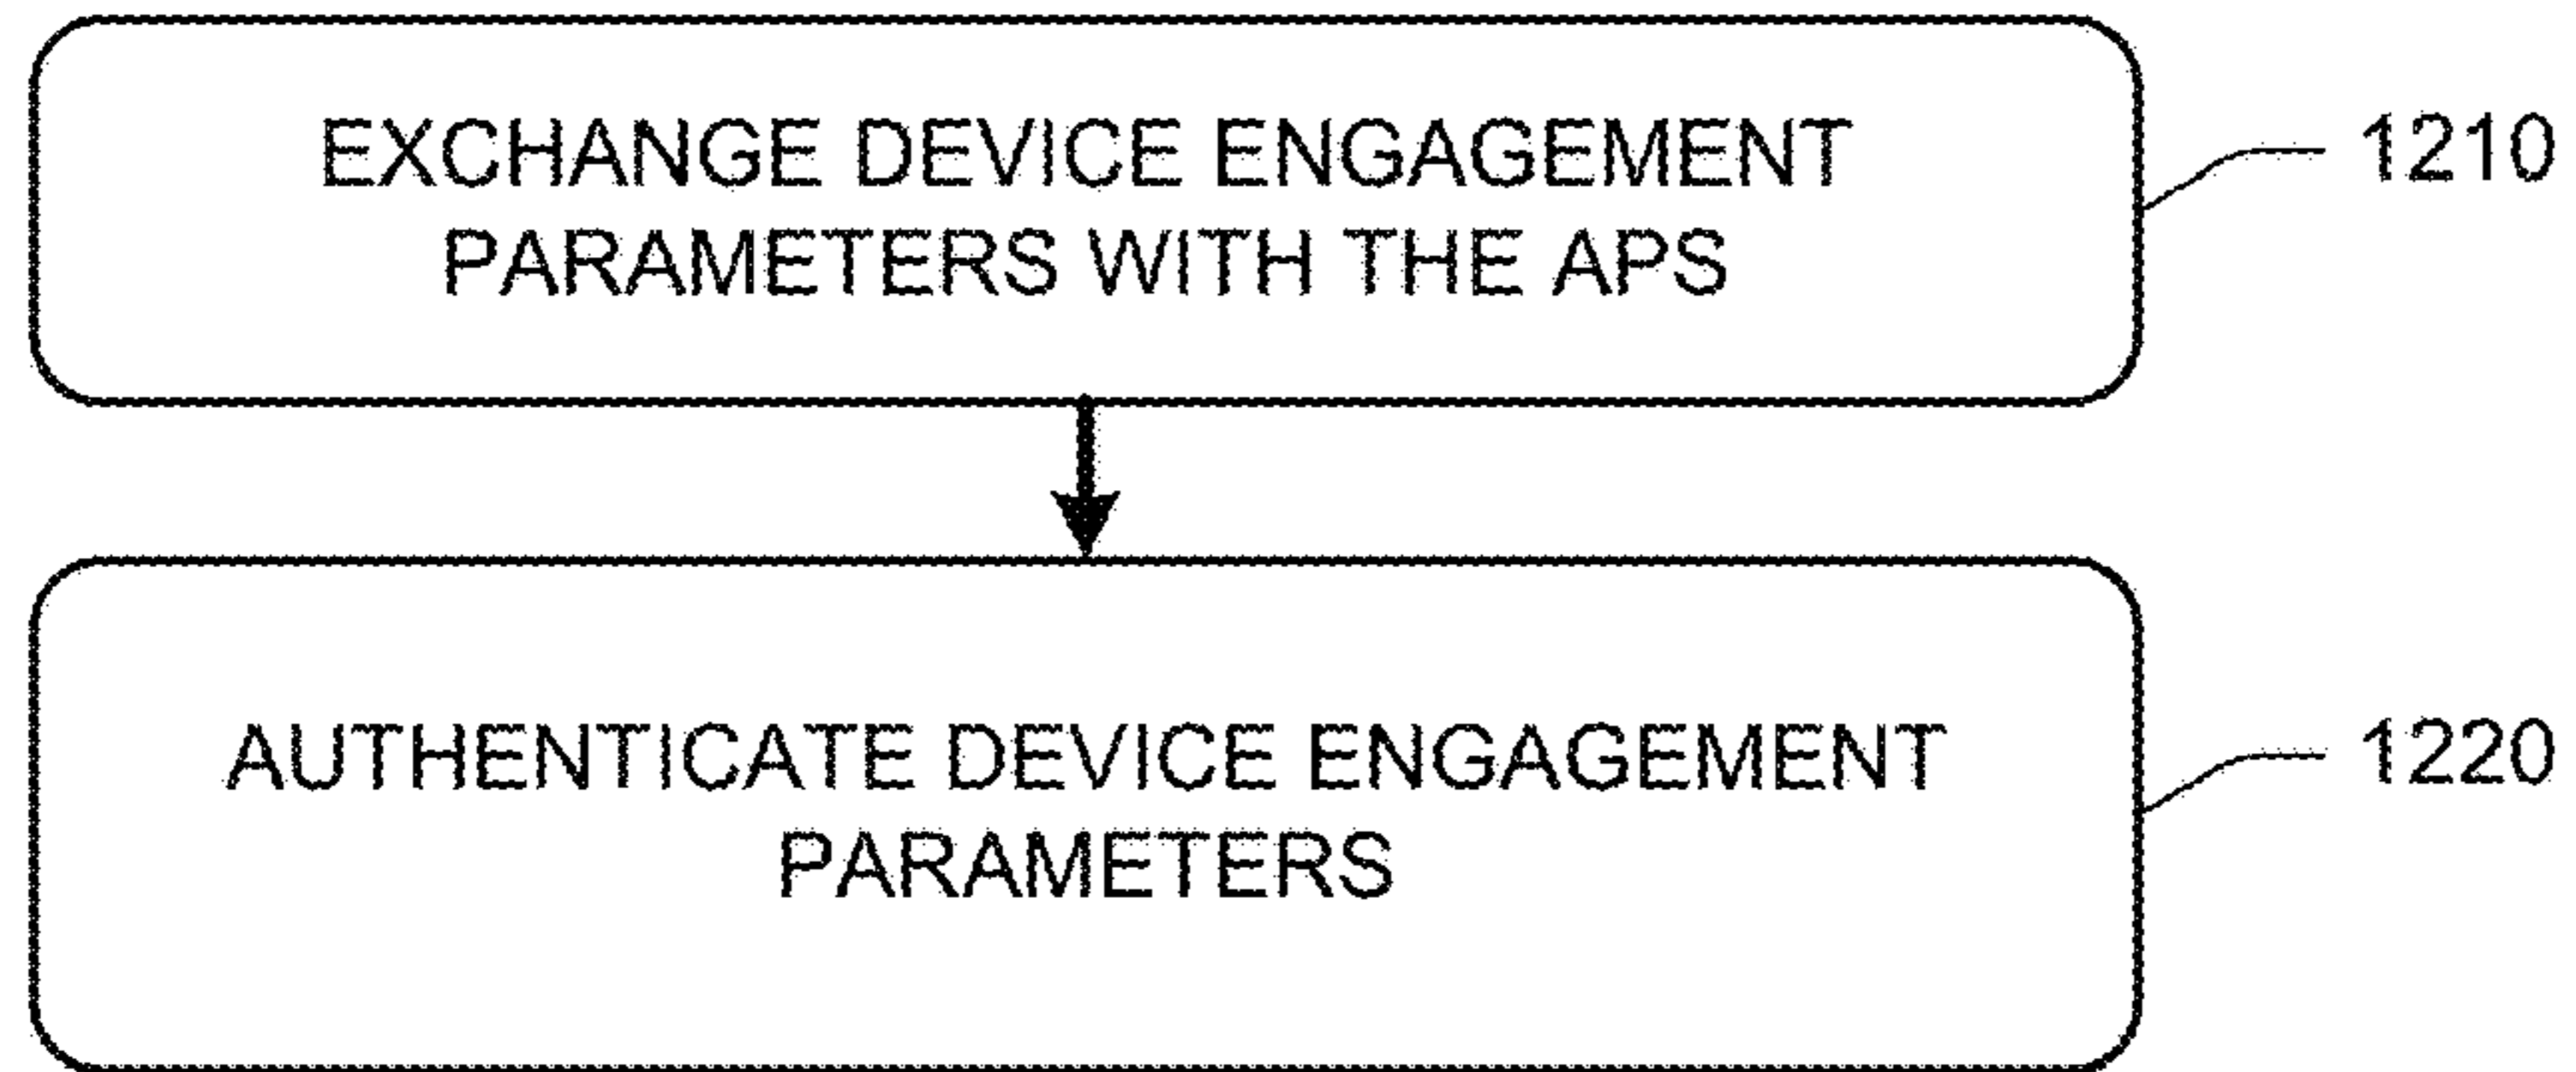 EXCHANGE DEVICE ENGAGEMENT
PARAMETERS WITH THE APS
1210
AUTHENTICATE DEVICE ENGAGEMENT
PARAMETERS
1220